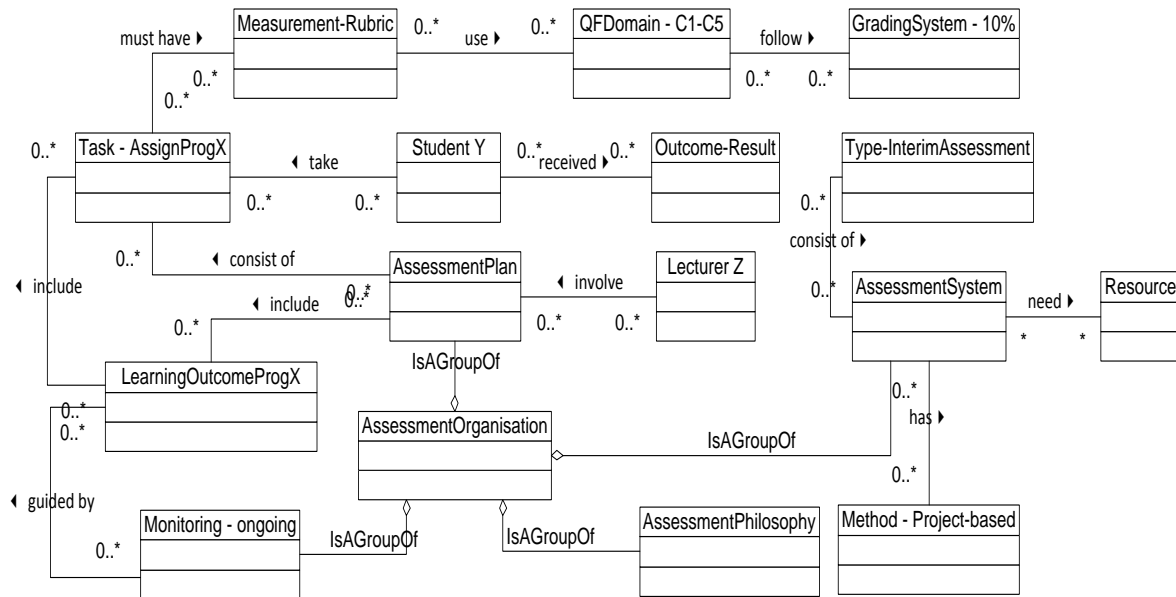 Measurement-Rubric
QFDomain - C1-C5
GradingSystem - 10%
must have ▶
0..*
use ▶
0..*
follow ▶
0..*
0..*
0..*
0..*
Task - AssignProgX
Student Y
Outcome-Result
Type-InterimAssessment
0..*
◀ take
0..*
received ▶
0..*
0..*
0..*
0..*
consist of ▶
0..*
◀ consist of
AssessmentPlan
◀ involve
Lecturer Z
AssessmentSystem
need ▶
Resource
◀ include
◀ include
0..*
0..*
0..*
0..*
0..*
0..*
*
*
IsAGroupOf
LearningOutcomeProgX
0..*
0..*
0..*
AssessmentOrganisation
has ▶
IsAGroupOf
0..*
◀ guided by
Monitoring - ongoing
AssessmentPhilosophy
Method - Project-based
IsAGroupOf
IsAGroupOf
0..*